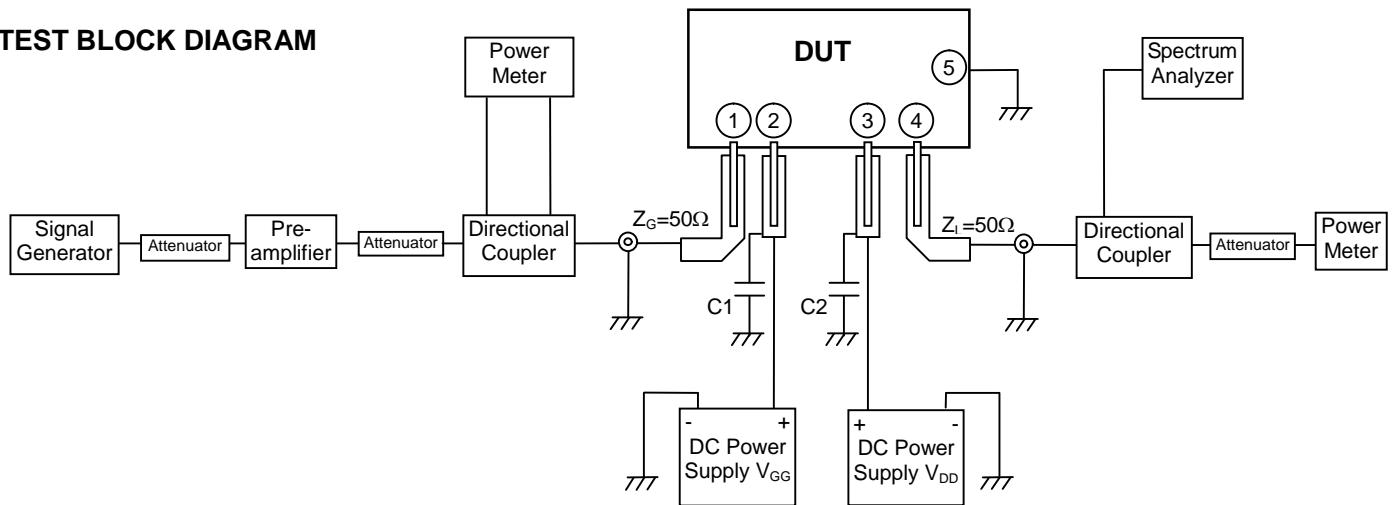 TEST BLOCK DIAGRAM
Power
Meter
DUT
5
Spectrum
Analyzer
1
2
3
4
Signal
Generator
Attenuator
Pre-
amplifier
Attenuator
Directional
Coupler
ZG=50Ω
ZL=50Ω
Directional
Coupler
Attenuator
Power
Meter
C1
C2
- +
DC Power
Supply VGG
+ -
DC Power
Supply VDD